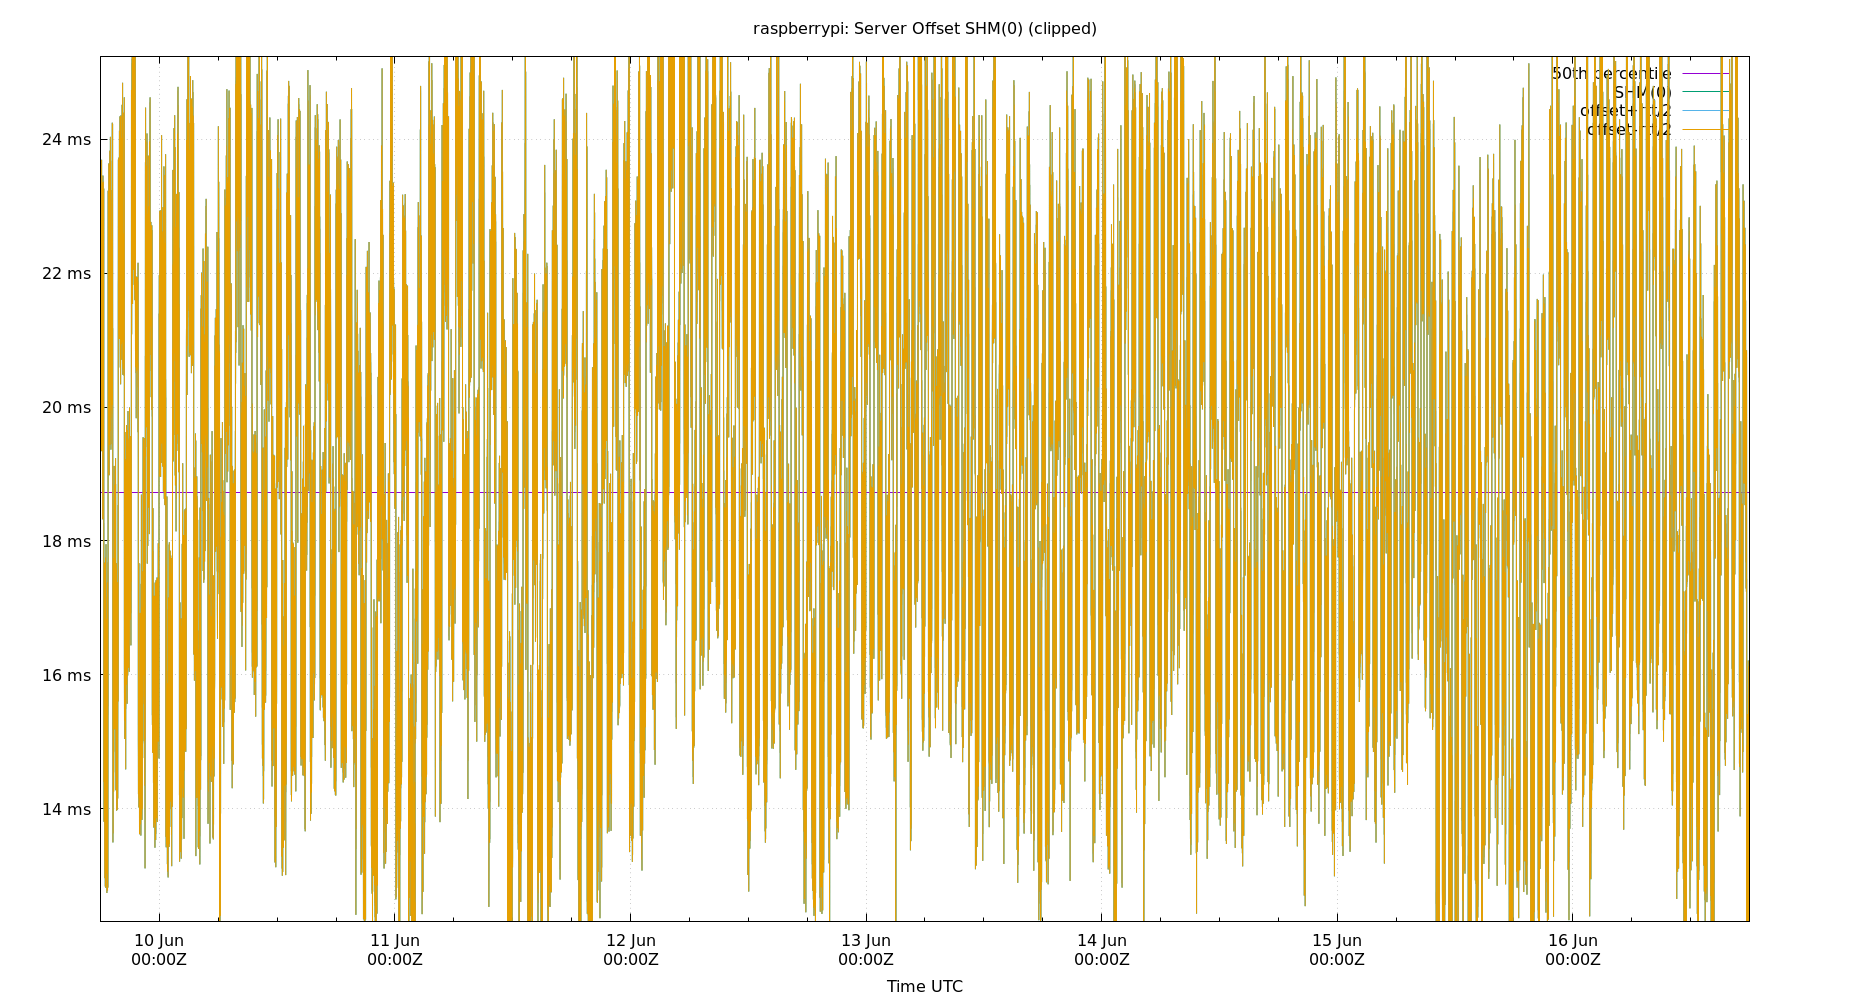 raspberrypi: Server Offset SHM(0) (clipped)
50th percentile
SHM(0)
offset+rtt/2
offset-rtt/2
24 ms
22 ms
20 ms
18 ms
16 ms
14 ms
10 Jun 11 Jun 12 Jun 13 Jun 14 Jun 15 Jun 16 Jun
00:00Z 00:00Z 00:00Z 00:00Z 00:00Z 00:00Z 00:00Z
Time UTC